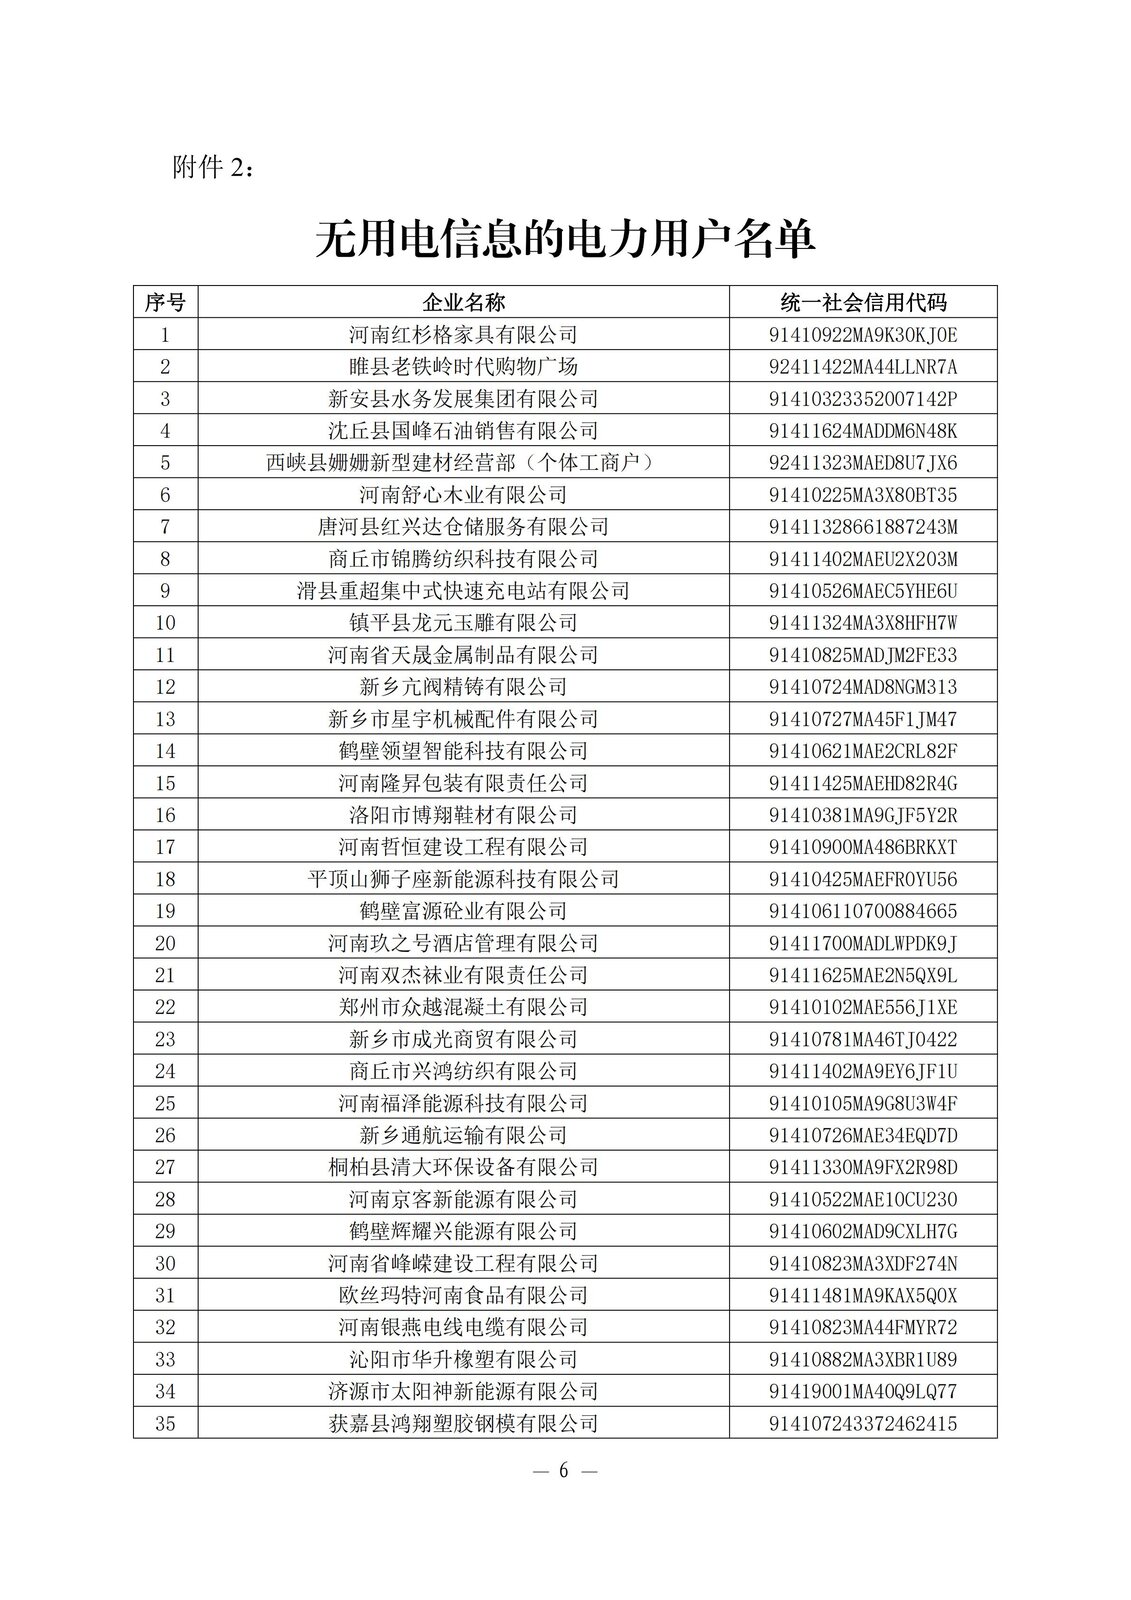 附件 2：
无用电信息的电力用户名单
序号 企业名称 统一社会信用代码
1 河南红杉格家具有限公司 91410922MA9K30KJ0E
2 睢县老铁岭时代购物广场 92411422MA44LLNR7A
3 新安县水务发展集团有限公司 91410323352007142P
4 沈丘县国峰石油销售有限公司 91411624MADDM6N48K
5 西峡县姗姗新型建材经营部（个体工商户） 92411323MAED8U7JX6
6 河南舒心木业有限公司 91410225MA3X80BT35
7 唐河县红兴达仓储服务有限公司 91411328661887243M
8 商丘市锦腾纺织科技有限公司 91411402MAEU2X203M
9 滑县重超集中式快速充电站有限公司 91410526MAEC5YHE6U
10 镇平县龙元玉雕有限公司 91411324MA3X8HFH7W
11 河南省天晟金属制品有限公司 91410825MADJM2FE33
12 新乡亢阀精铸有限公司 91410724MAD8NGM313
13 新乡市星宇机械配件有限公司 91410727MA45F1JM47
14 鹤壁领望智能科技有限公司 91410621MAE2CRL82F
15 河南隆昇包装有限责任公司 91411425MAEHD82R4G
16 洛阳市博翔鞋材有限公司 91410381MA9GJF5Y2R
17 河南哲恒建设工程有限公司 91410900MA486BRKXT
18 平顶山狮子座新能源科技有限公司 91410425MAEFR0YU56
19 鹤壁富源砼业有限公司 914106110700884665
20 河南玖之号酒店管理有限公司 91411700MADLWPDK9J
21 河南双杰袜业有限责任公司 91411625MAE2N5QX9L
22 郑州市众越混凝土有限公司 91410102MAE556J1XE
23 新乡市成光商贸有限公司 91410781MA46TJ0422
24 商丘市兴鸿纺织有限公司 91411402MA9EY6JF1U
25 河南福泽能源科技有限公司 91410105MA9G8U3W4F
26 新乡通航运输有限公司 91410726MAE34EQD7D
27 桐柏县清大环保设备有限公司 91411330MA9FX2R98D
28 河南京客新能源有限公司 91410522MAE10CU230
29 鹤壁辉耀兴能源有限公司 91410602MAD9CXLH7G
30 河南省峰嵘建设工程有限公司 91410823MA3XDF274N
31 欧丝玛特河南食品有限公司 91411481MA9KAX5Q0X
32 河南银燕电线电缆有限公司 91410823MA44FMYR72
33 沁阳市华升橡塑有限公司 91410882MA3XBR1U89
34 济源市太阳神新能源有限公司 91419001MA40Q9LQ77
35 获嘉县鸿翔塑胶钢模有限公司 914107243372462415
— 6 —